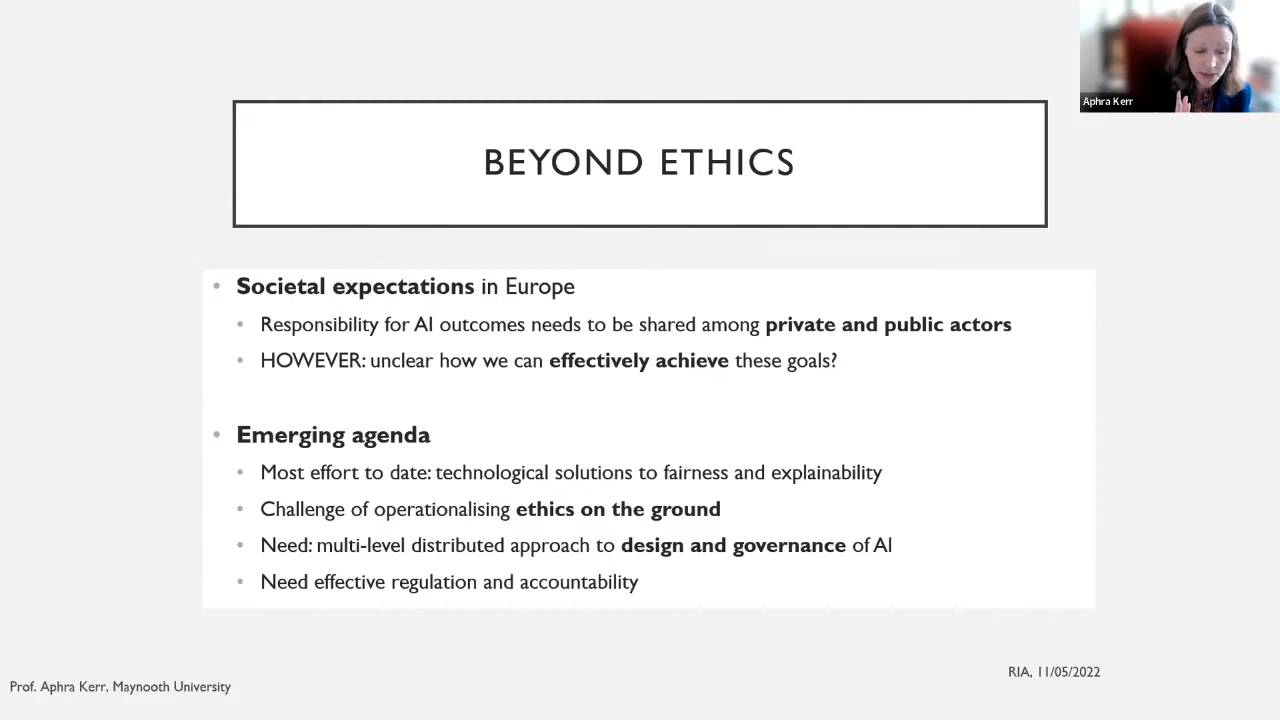 Aphra Kerr
BEYOND ETHICS
• Societal expectations in Europe
• Responsibility for AI outcomes needs to be shared among private and public actors
• HOWEVER: unclear how we can effectively achieve these goals?
• Emerging agenda
• Most effort to date: technological solutions to fairness and explainability
• Challenge of operationalising ethics on the ground
• Need: multi-level distributed approach to design and governance of AI
• Need effective regulation and accountability
RIA, 11/05/2022
Prof. Aphra Kerr, Maynooth University